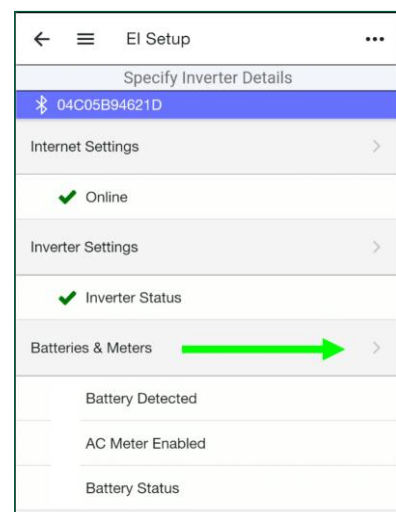 EI Setup
Specify Inverter Details
04C05B94621D
Internet Settings
Online
Inverter Settings
Inverter Status
Batteries & Meters
Battery Detected
AC Meter Enabled
Battery Status